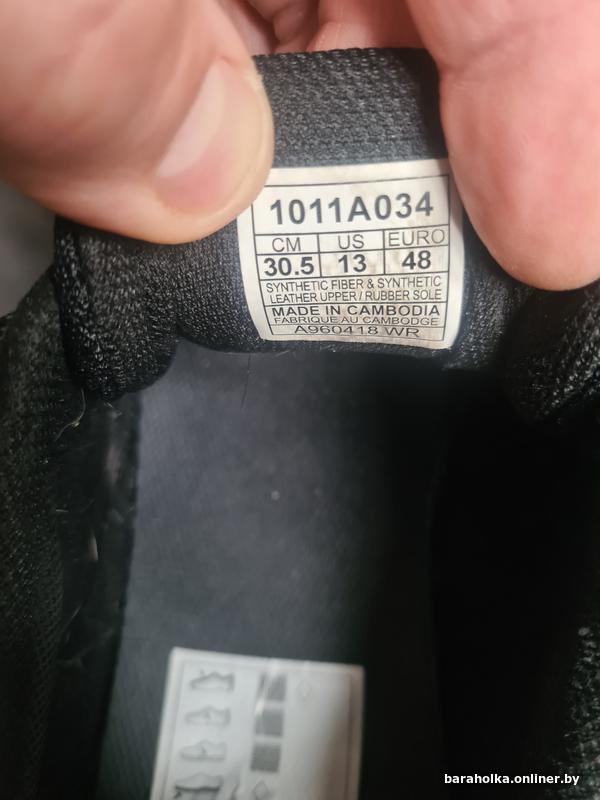 1011A034
CM US EURO
30.5 13 48
SYNTHETIC FIBER & SYNTHETIC
LEATHER UPPER / RUBBER SOLE
MADE IN CAMBODIA
FABRIQUE AU CAMBODGE
A960418 WR
baraholka.onliner.by